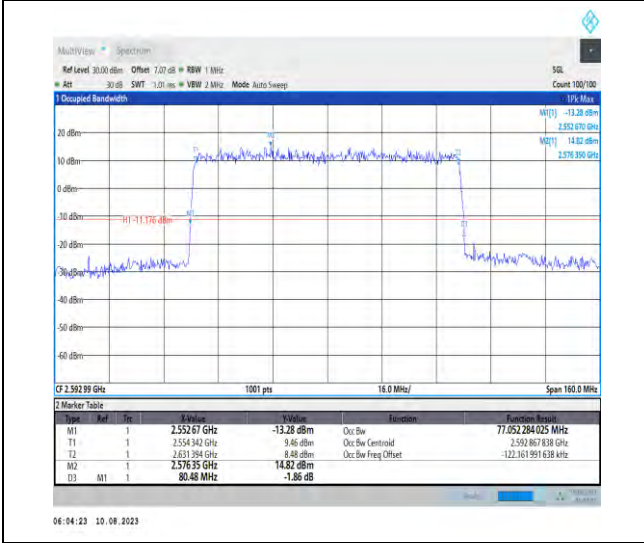 MultiView Spectrum
Ref Level 30.00 dBm Offset 7.07 dB RBW 1 MHz SGL
Att 30 dB SWT 1.01 ms VBW 2 MHz Mode Auto Sweep Count 100/100
1 Occupied Bandwidth 1Pk Max
M1[1] -13.28 dBm
2.552 670 GHz
M2[1] 14.82 dBm
2.576 350 GHz
20 dBm
M2
T1
T2
10 dBm
0 dBm
M1
-10 dBm
H1 -11.176 dBm
D3
-20 dBm
-30 dBm
-40 dBm
-50 dBm
-60 dBm
CF 2.592 99 GHz 1001 pts 16.0 MHz/ Span 160.0 MHz
2 Marker Table
Type Ref Trc X-Value Y-Value Function Function Result
M1 1 2.552 67 GHz -13.28 dBm Occ Bw 77.052 284 025 MHz
T1 1 2.554 342 GHz 9.46 dBm Occ Bw Centroid 2.592 867 838 GHz
T2 1 2.631 394 GHz 8.48 dBm Occ Bw Freq Offset -122.161 991 638 kHz
M2 1 2.576 35 GHz 14.82 dBm
D3 M1 1 80.48 MHz -1.86 dB
06:04:23 10.08.2023